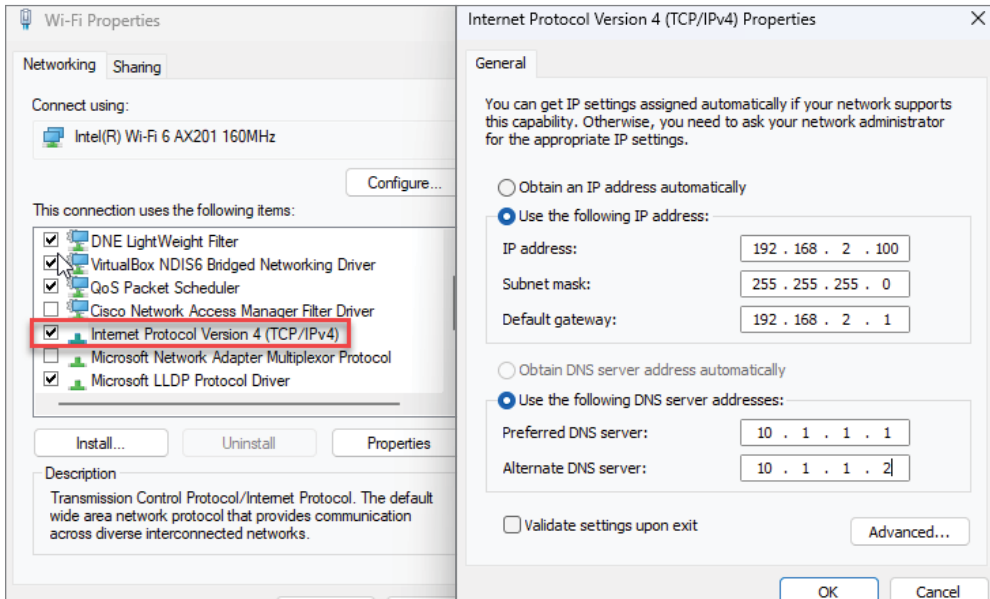 Wi-Fi Properties
Networking
Sharing
Connect using:
Intel(R) Wi-Fi 6 AX201 160MHz
Configure...
This connection uses the following items:
DNE LightWeight Filter
VirtualBox NDIS6 Bridged Networking Driver
QoS Packet Scheduler
Cisco Network Access Manager Filter Driver
Internet Protocol Version 4 (TCP/IPv4)
Microsoft Network Adapter Multiplexor Protocol
Microsoft LLDP Protocol Driver
Install...
Uninstall
Properties
Description
Transmission Control Protocol/Internet Protocol. The default
wide area network protocol that provides communication
across diverse interconnected networks.
Internet Protocol Version 4 (TCP/IPv4) Properties
General
You can get IP settings assigned automatically if your network supports
this capability. Otherwise, you need to ask your network administrator
for the appropriate IP settings.
Obtain an IP address automatically
Use the following IP address:
IP address: 192 . 168 . 2 . 100
Subnet mask: 255 . 255 . 255 . 0
Default gateway: 192 . 168 . 2 . 1
Obtain DNS server address automatically
Use the following DNS server addresses:
Preferred DNS server: 10 . 1 . 1 . 1
Alternate DNS server: 10 . 1 . 1 . 2
Validate settings upon exit
Advanced...
OK
Cancel